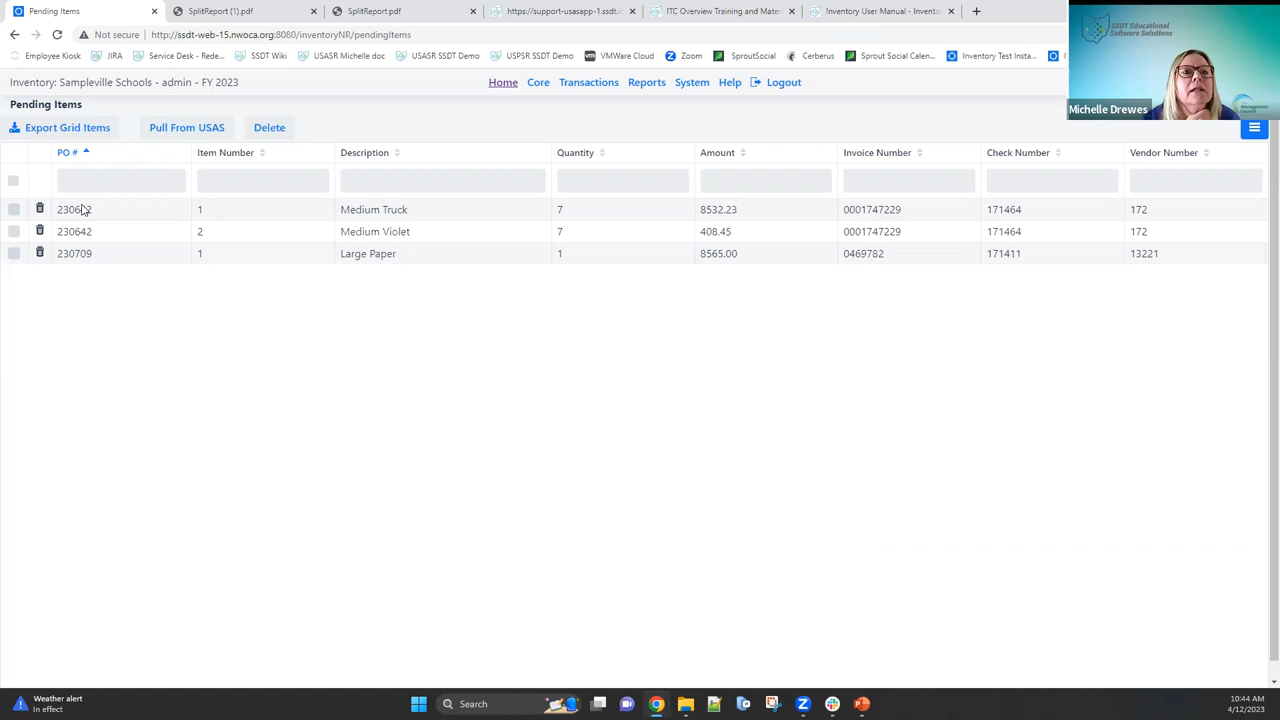 Pending Items
SplitReport (1).pdf
SplitReport.pdf
https://support-usasapp-1.ssdt.io
ITC Overview Training and Mater
Inventory User Manual - Invento
Not secure
http://ssdt-web-15.nwoca.org:8080/inventoryNR/pendingItems
Employee Kiosk
JIRA
Service Desk - Rede...
SSDT Wiki
USASR Michelle doc
USASR SSDT Demo
USPSR SSDT Demo
VMWare Cloud
Zoom
SproutSocial
Cerberus
Sprout Social Calen...
Inventory Test Insta...
Inventory: Sampleville Schools - admin - FY 2023
Home Core Transactions Reports System Help Logout
SSDT Educational
Software Solutions
Management
Council
Michelle Drewes
Pending Items
Export Grid Items Pull From USAS Delete
PO # Item Number Description Quantity Amount Invoice Number Check Number Vendor Number
1 Medium Truck 7 8532.23 0001747229 171464 172
230642 2 Medium Violet 7 408.45 0001747229 171464 172
230709 1 Large Paper 1 8565.00 0469782 171411 13221
Weather alert
In effect
Search
10:44 AM
4/12/2023